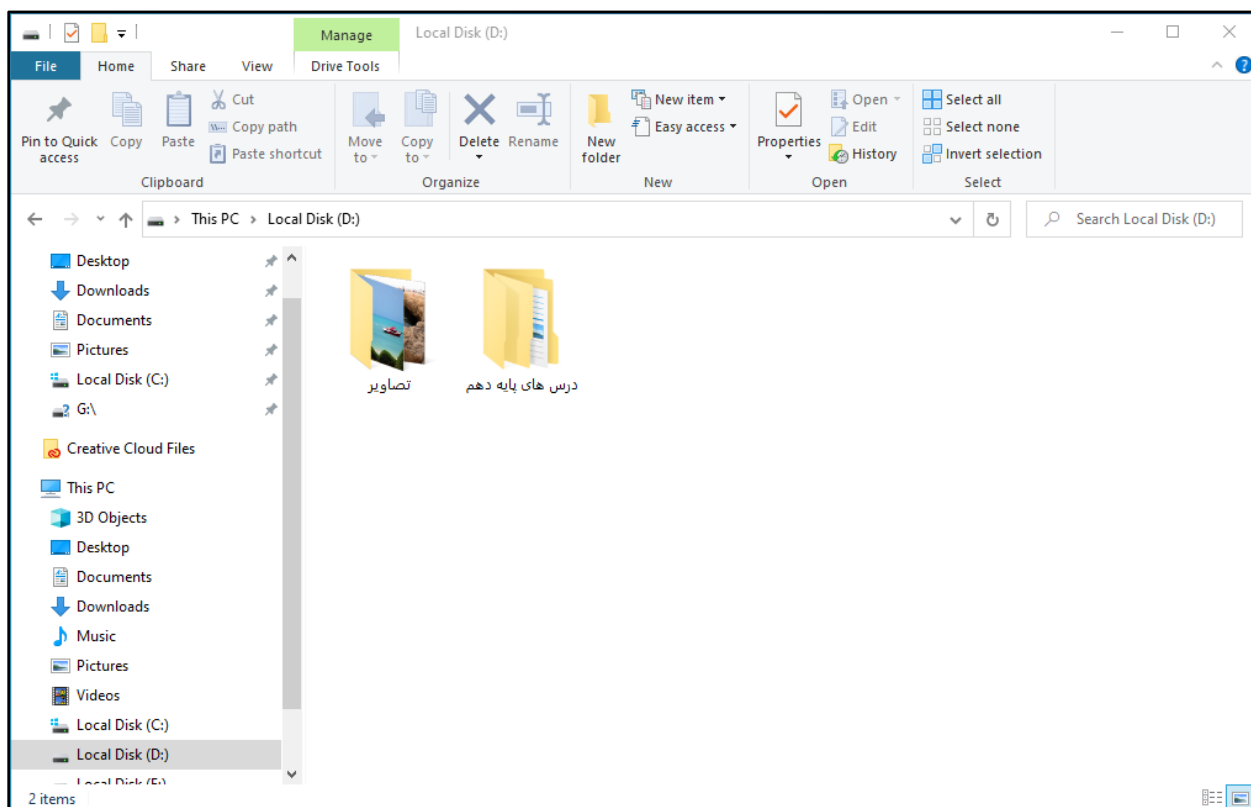 Manage
Local Disk (D:)
File
Home
Share
View
Drive Tools
Pin to Quick access
Copy
Paste
Cut
Copy path
Paste shortcut
Clipboard
Move to
Copy to
Delete
Rename
Organize
New folder
New item
Easy access
New
Properties
Open
Edit
History
Open
Select all
Select none
Invert selection
Select
This PC > Local Disk (D:)
Search Local Disk (D:)
Desktop
Downloads
Documents
Pictures
Local Disk (C:)
G:\
Creative Cloud Files
This PC
3D Objects
Desktop
Documents
Downloads
Music
Pictures
Videos
Local Disk (C:)
Local Disk (D:)
تصاویر
درس های پایه دهم
2 items